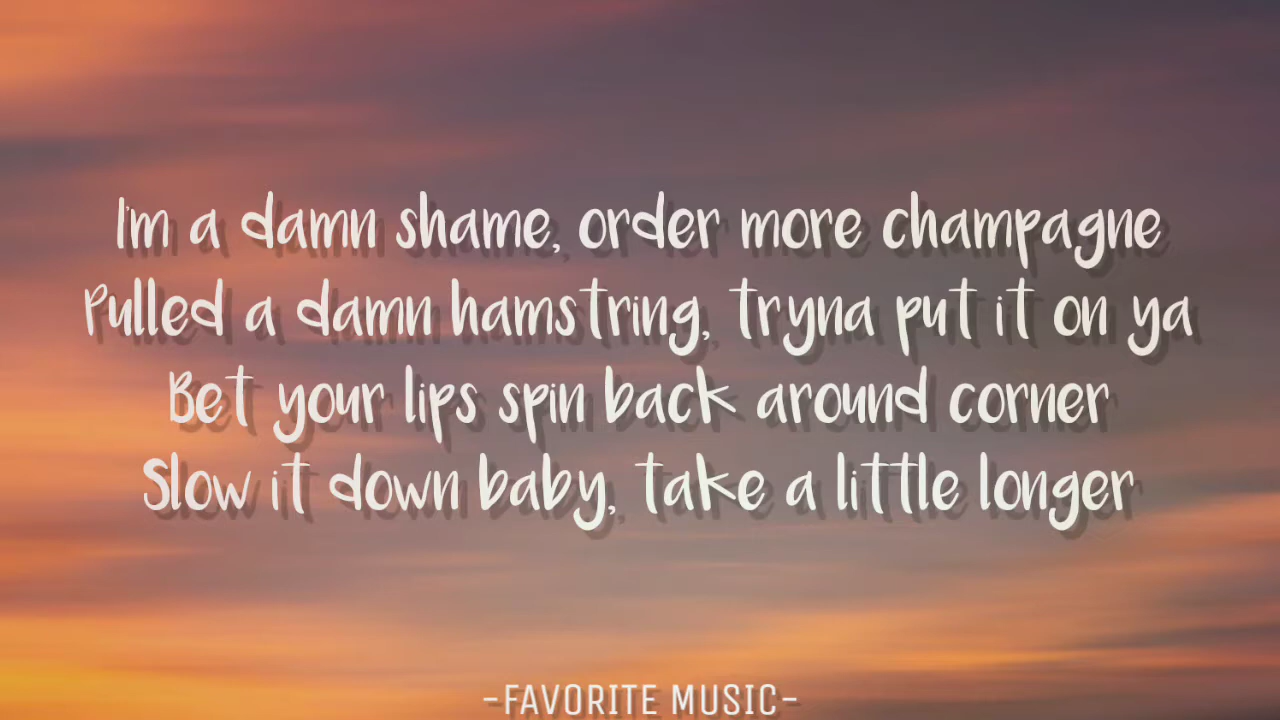 I'm a damn shame, order more champagne
Pulled a damn hamstring, tryna put it on ya
Bet your lips spin back around corner
Slow it down baby, take a little longer
-FAVORITE MUSIC-